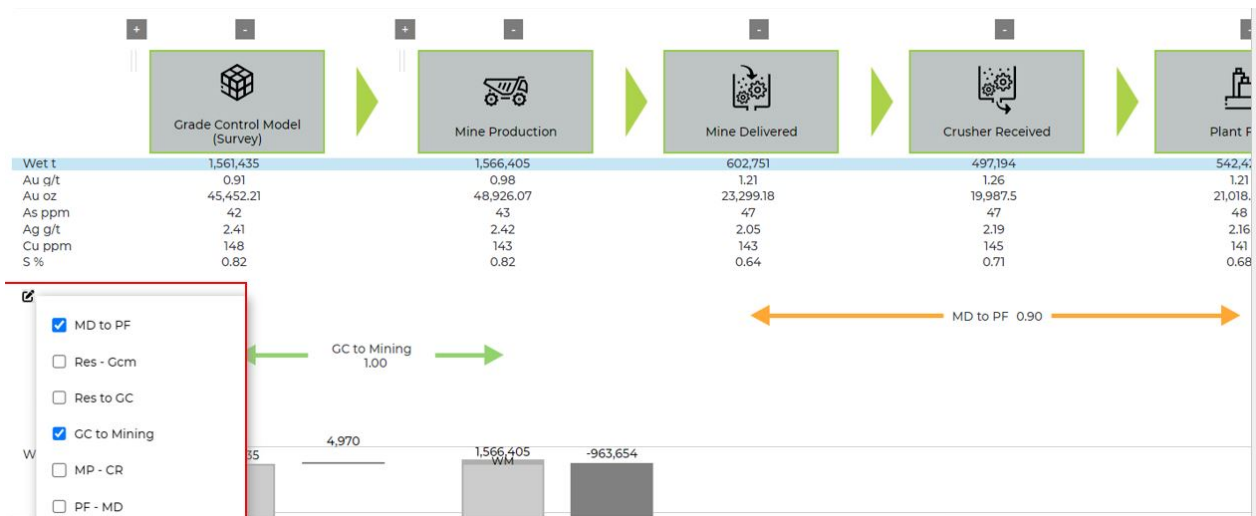 + - + - - -
Grade Control Model
(Survey)
Mine Production
Mine Delivered
Crusher Received
Plant
Wet t 1,561,435 1,566,405 602,751 497,194 542,42
Au g/t 0.91 0.98 1.21 1.26 1.21
Au oz 45,452.21 48,926.07 23,299.18 19,987.5 21,018.
As ppm 42 43 47 47 48
Ag g/t 2.41 2.42 2.05 2.19 2.16
Cu ppm 148 143 143 145 141
S % 0.82 0.82 0.64 0.71 0.68
MD to PF 0.90
GC to Mining
1.00
MD to PF
Res - Gcm
Res to GC
GC to Mining
MP - CR
PF - MD
W
35
4,970
1,566,405
WM
-963,654